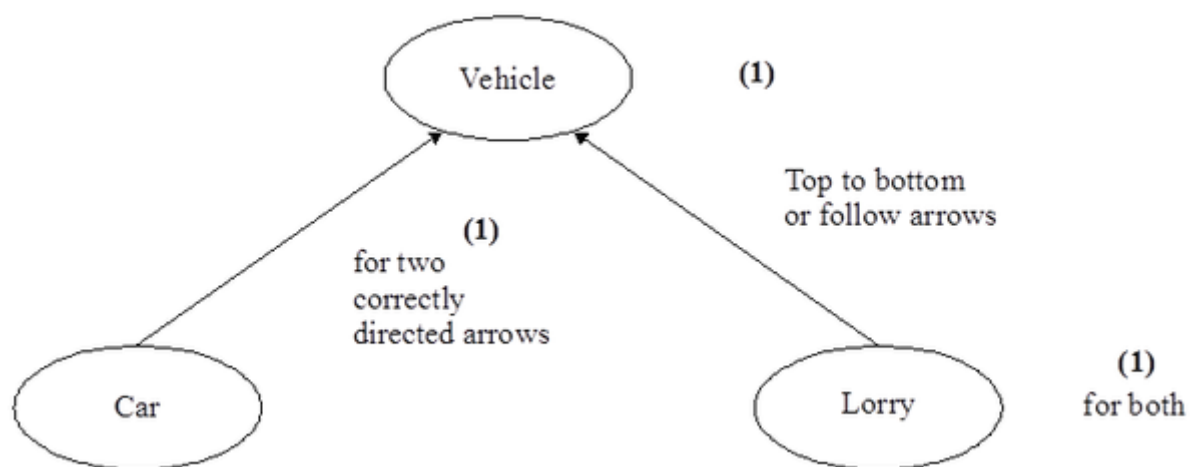 Vehicle
(1)
Top to bottom
or follow arrows
(1)
for two
correctly
directed arrows
Car
Lorry
(1)
for both